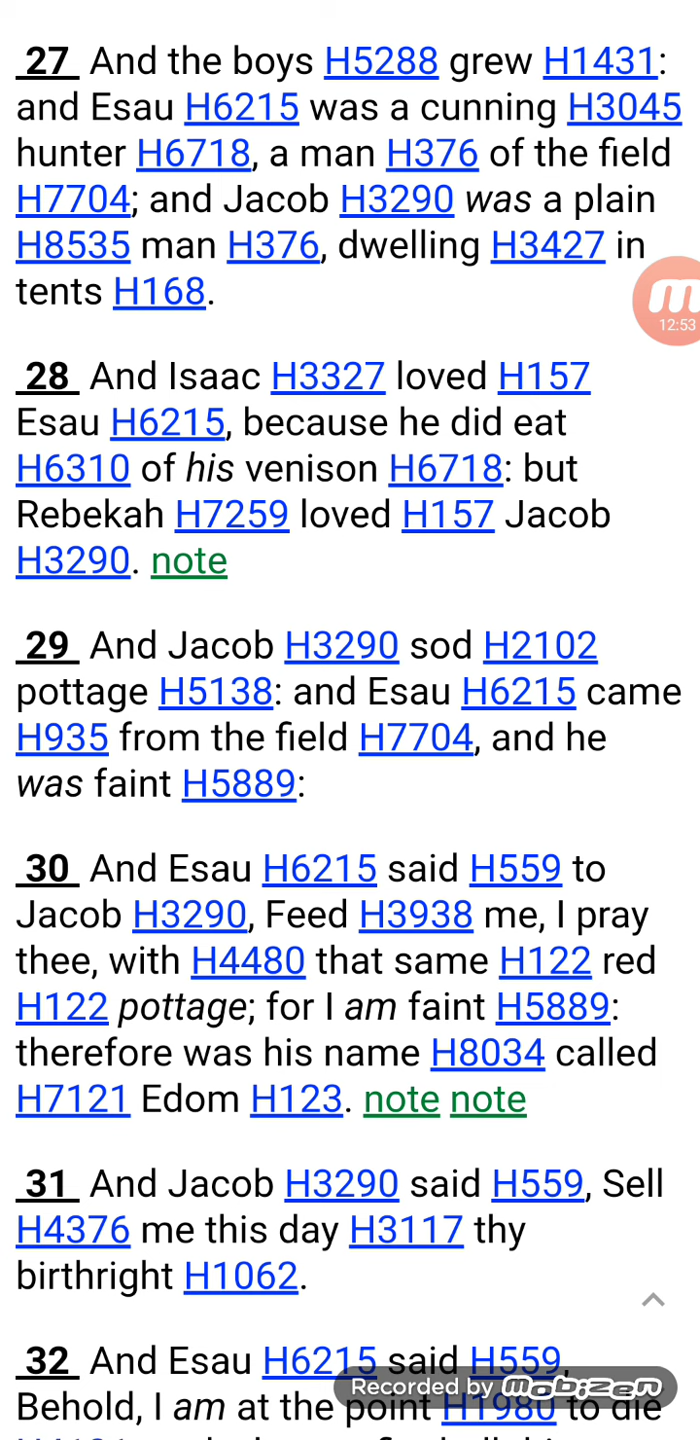 27 And the boys H5288 grew H1431:
and Esau H6215 was a cunning H3045
hunter H6718, a man H376 of the field
H7704; and Jacob H3290 was a plain
H8535 man H376, dwelling H3427 in
tents H168.
12:53
28 And Isaac H3327 loved H157
Esau H6215, because he did eat
H6310 of his venison H6718: but
Rebekah H7259 loved H157 Jacob
H3290. note
29 And Jacob H3290 sod H2102
pottage H5138: and Esau H6215 came
H935 from the field H7704, and he
was faint H5889:
30 And Esau H6215 said H559 to
Jacob H3290, Feed H3938 me, I pray
thee, with H4480 that same H122 red
H122 pottage; for I am faint H5889:
therefore was his name H8034 called
H7121 Edom H123. note note
31 And Jacob H3290 said H559, Sell
H4376 me this day H3117 thy
birthright H1062.
32 And Esau H6215 said H559,
Recorded by mobizen
Behold, I am at the point H1980 to die